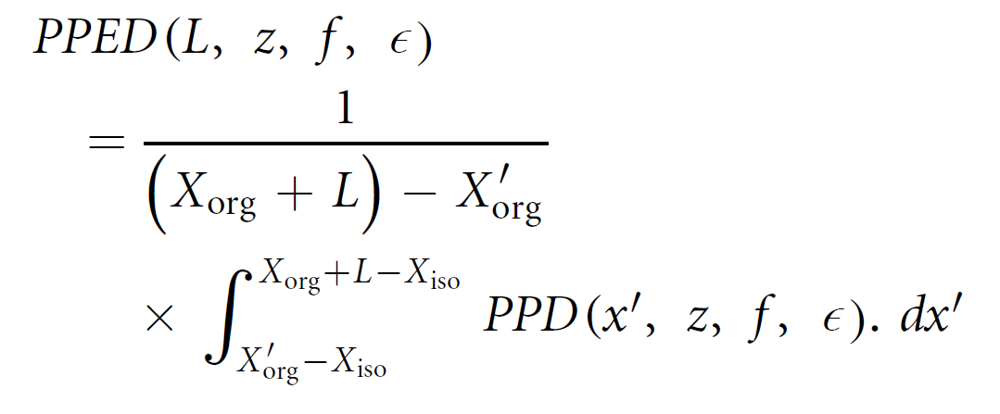 PPED(L, z, f, ϵ)
= 1 / ((X_org + L) − X′_org)
× ∫_{X′_org−X_iso}^{X_org+L−X_iso} PPD(x′, z, f, ϵ). dx′